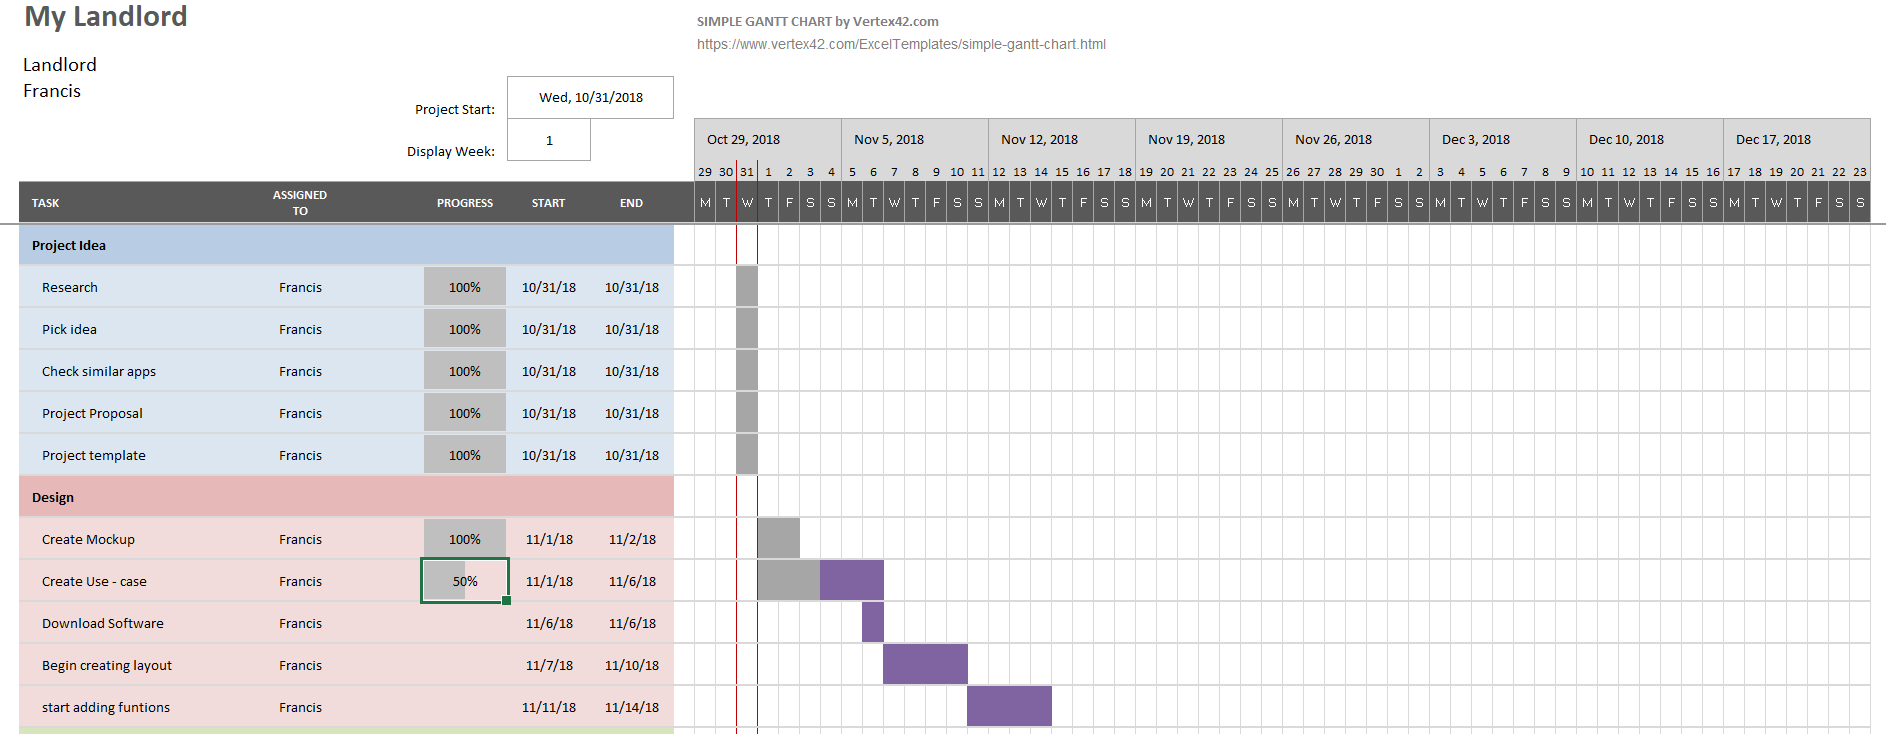 My Landlord
SIMPLE GANTT CHART by Vertex42.com
https://www.vertex42.com/ExcelTemplates/simple-gantt-chart.html
Landlord
Francis
Project Start: Wed, 10/31/2018
Display Week: 1
Oct 29, 2018 Nov 5, 2018 Nov 12, 2018 Nov 19, 2018 Nov 26, 2018 Dec 3, 2018 Dec 10, 2018 Dec 17, 2018
29 30 31 1 2 3 4 5 6 7 8 9 10 11 12 13 14 15 16 17 18 19 20 21 22 23 24 25 26 27 28 29 30 1 2 3 4 5 6 7 8 9 10 11 12 13 14 15 16 17 18 19 20 21 22 23
TASK ASSIGNED TO PROGRESS START END M T W T F S S M T W T F S S M T W T F S S M T W T F S S M T W T F S S M T W T F S S M T W T F S S M T W T F S S
Project Idea
Research Francis 100% 10/31/18 10/31/18
Pick idea Francis 100% 10/31/18 10/31/18
Check similar apps Francis 100% 10/31/18 10/31/18
Project Proposal Francis 100% 10/31/18 10/31/18
Project template Francis 100% 10/31/18 10/31/18
Design
Create Mockup Francis 100% 11/1/18 11/2/18
Create Use - case Francis 50% 11/1/18 11/6/18
Download Software Francis 11/6/18 11/6/18
Begin creating layout Francis 11/7/18 11/10/18
start adding funtions Francis 11/11/18 11/14/18